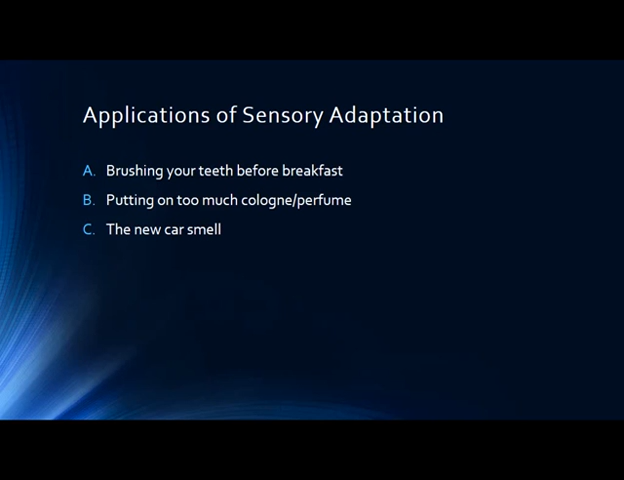 Applications of Sensory Adaptation
A. Brushing your teeth before breakfast
B. Putting on too much cologne/perfume
C. The new car smell